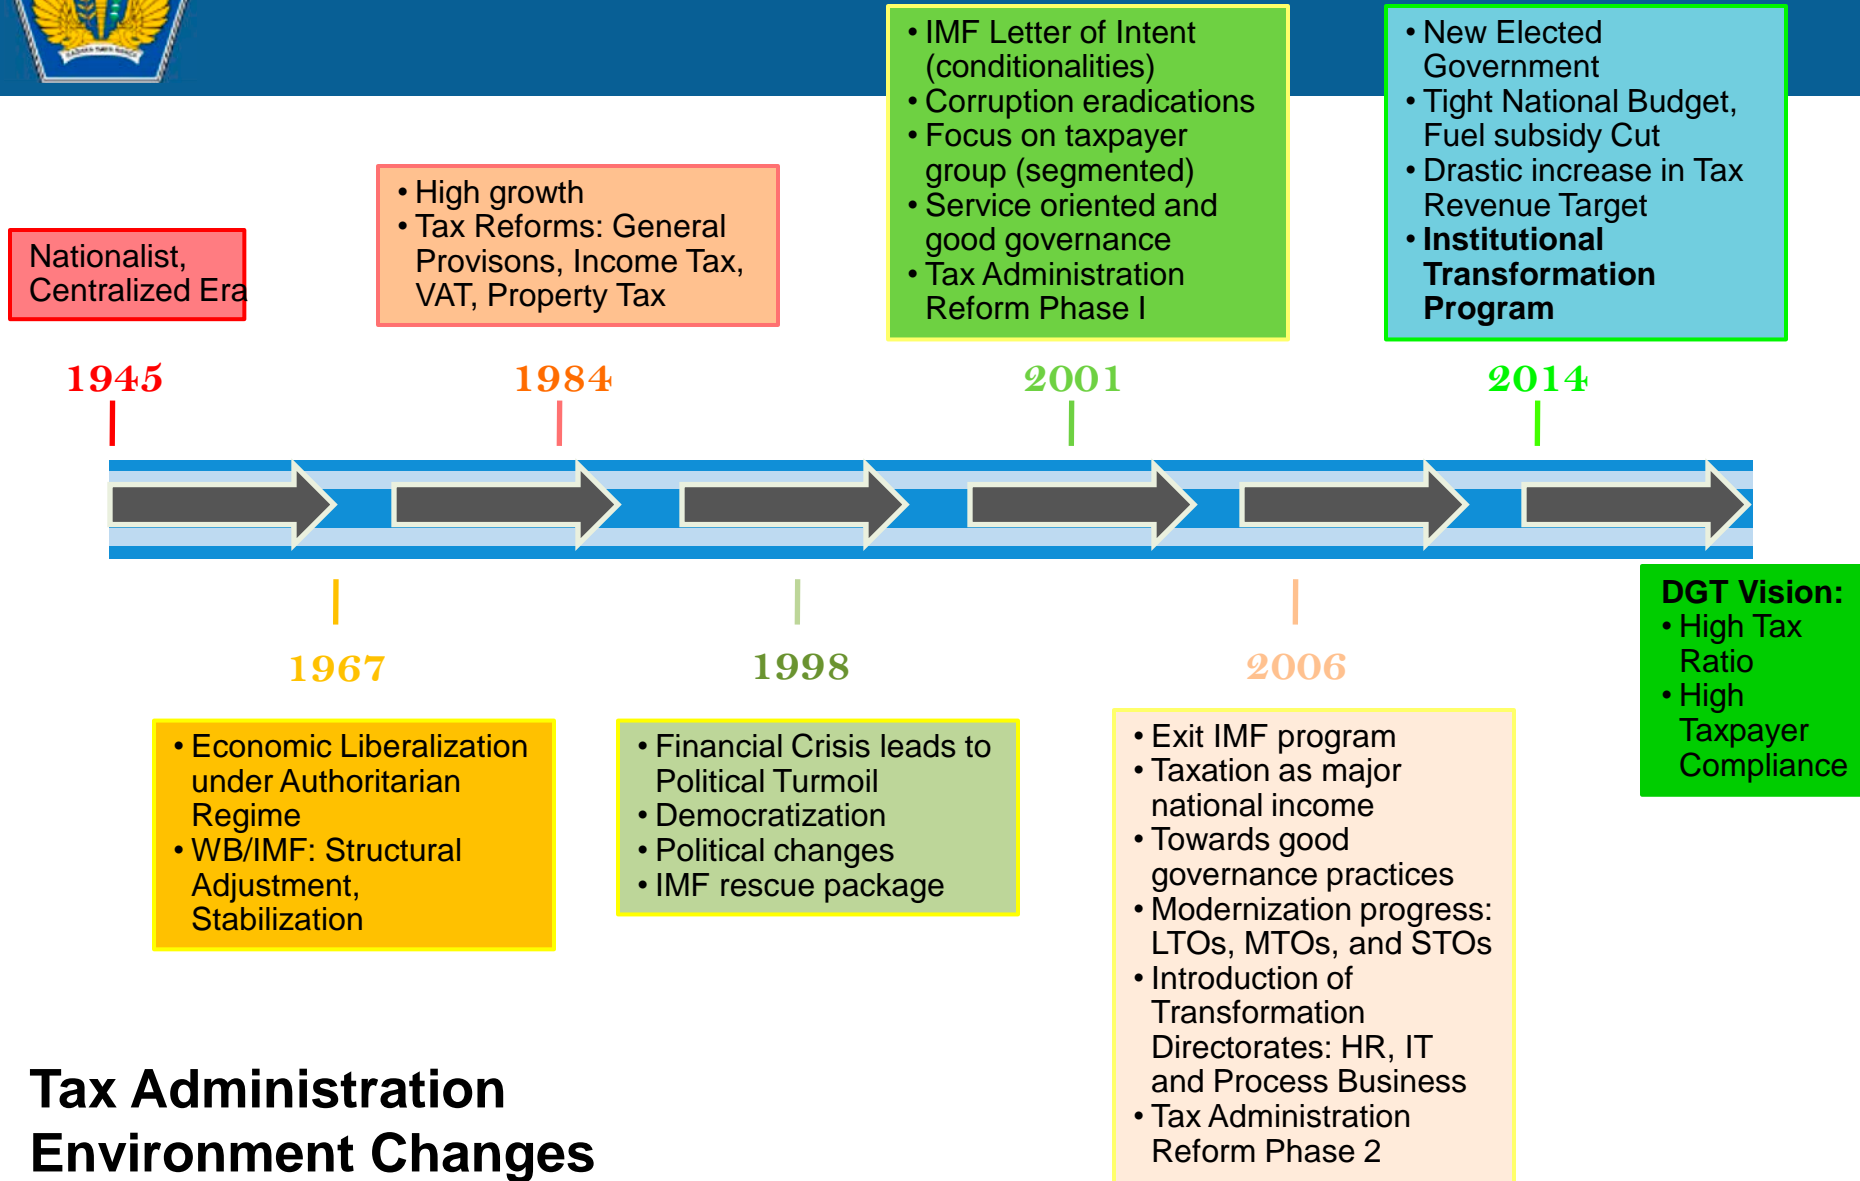 • IMF Letter of Intent
(conditionalities)
• Corruption eradications
• Focus on taxpayer
group (segmented)
• Service oriented and
good governance
• Tax Administration
Reform Phase I
• New Elected
Government
• Tight National Budget,
Fuel subsidy Cut
• Drastic increase in Tax
Revenue Target
• Institutional
Transformation
Program
• High growth
• Tax Reforms: General
Provisons, Income Tax,
VAT, Property Tax
Nationalist,
Centralized Era
1945
1984
2001
2014
1967
1998
2006
DGT Vision:
• High Tax
Ratio
• High
Taxpayer
Compliance
• Economic Liberalization
under Authoritarian
Regime
• WB/IMF: Structural
Adjustment,
Stabilization
• Financial Crisis leads to
Political Turmoil
• Democratization
• Political changes
• IMF rescue package
• Exit IMF program
• Taxation as major
national income
• Towards good
governance practices
• Modernization progress:
LTOs, MTOs, and STOs
• Introduction of
Transformation
Directorates: HR, IT
and Process Business
• Tax Administration
Reform Phase 2
Tax Administration
Environment Changes